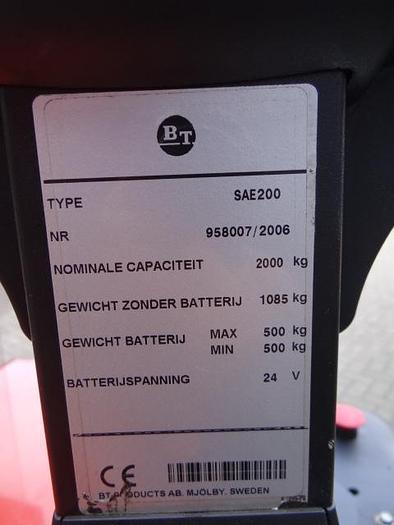 BT
TYPE SAE200
NR 958007/2006
NOMINALE CAPACITEIT 2000 kg
GEWICHT ZONDER BATTERIJ 1085 kg
GEWICHT BATTERIJ MAX 500 kg
MIN 500 kg
BATTERIJSPANNING 24 V
CE
BT PRODUCTS AB. MJÖLBY. SWEDEN